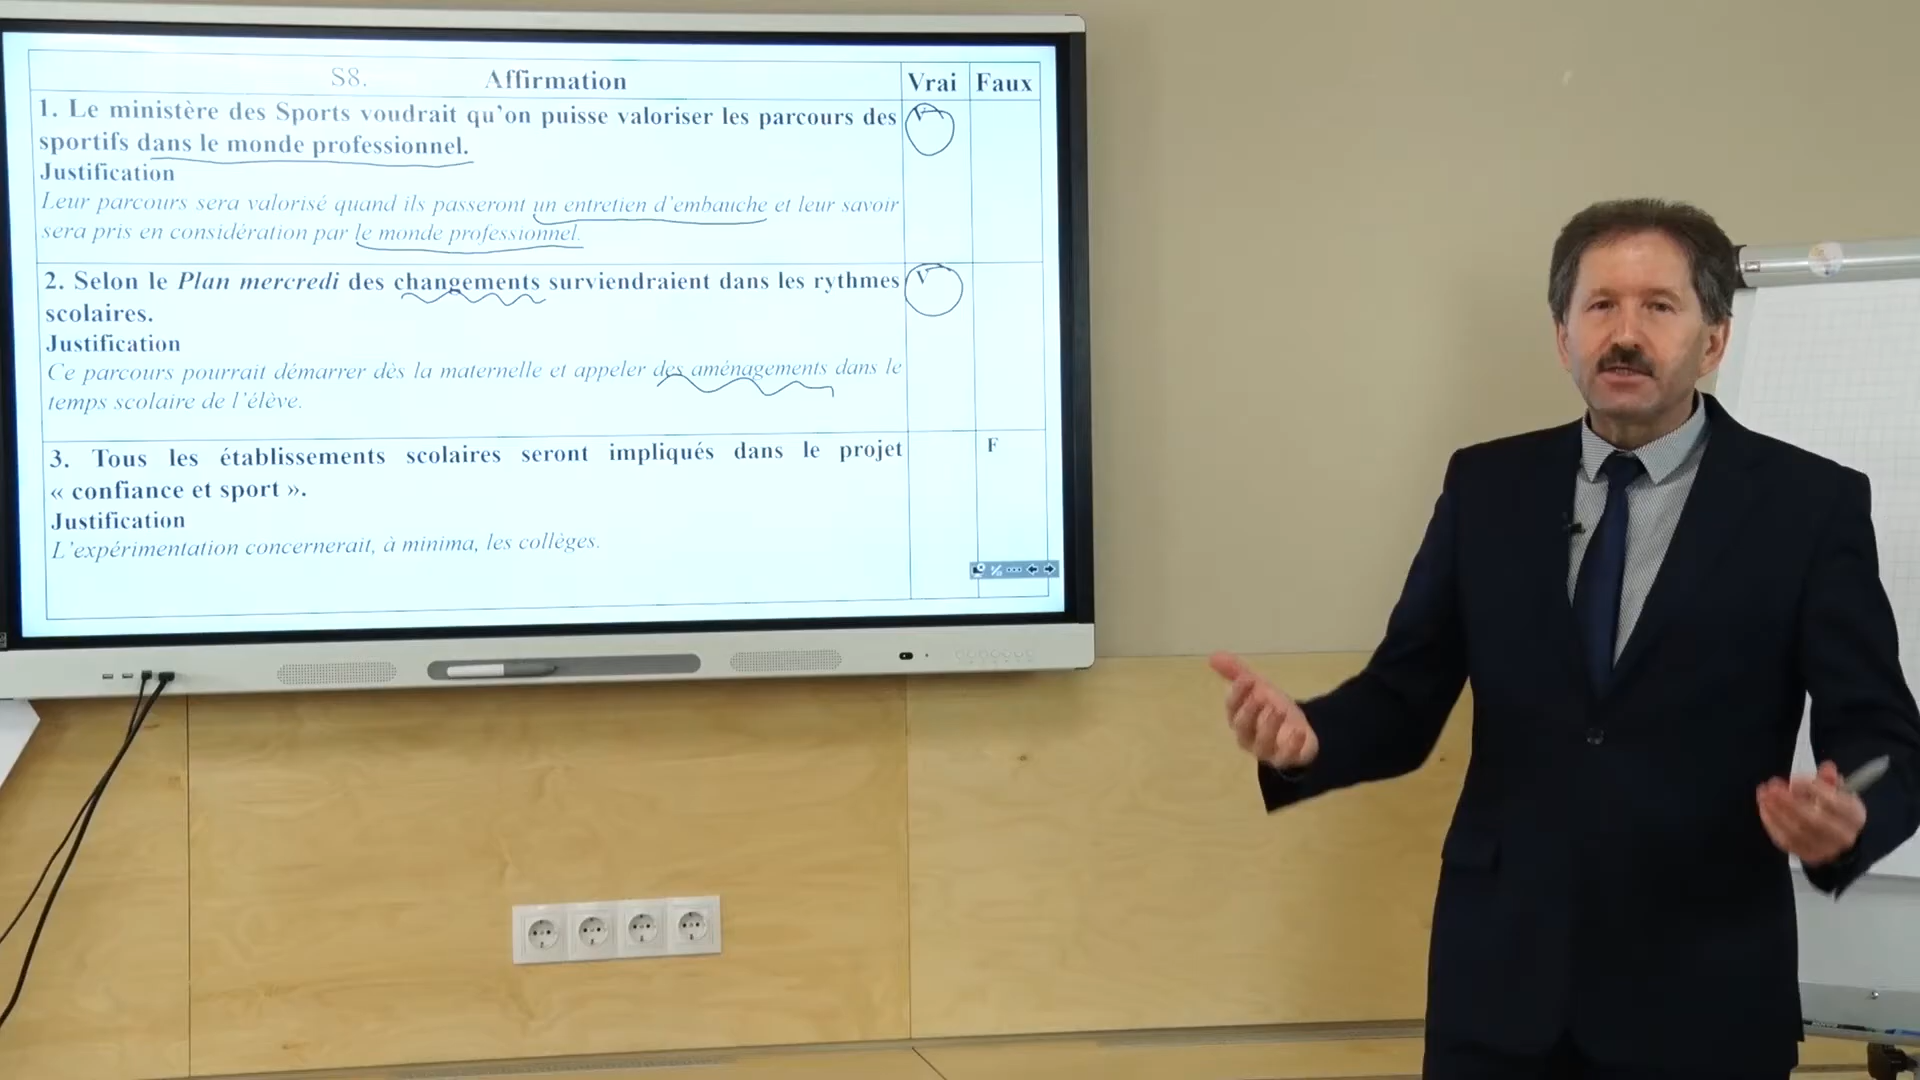 S8. Affirmation Vrai Faux
1. Le ministère des Sports voudrait qu'on puisse valoriser les parcours des
sportifs dans le monde professionnel.
Justification
Leur parcours sera valorisé quand ils passeront un entretien d'embauche et leur savoir
sera pris en considération par le monde professionnel.
2. Selon le Plan mercredi des changements surviendraient dans les rythmes V
scolaires.
Justification
Ce parcours pourrait démarrer dès la maternelle et appeler des aménagements dans le
temps scolaire de l'élève.
3. Tous les établissements scolaires seront impliqués dans le projet F
« confiance et sport ».
Justification
L'expérimentation concernerait, à minima, les collèges.